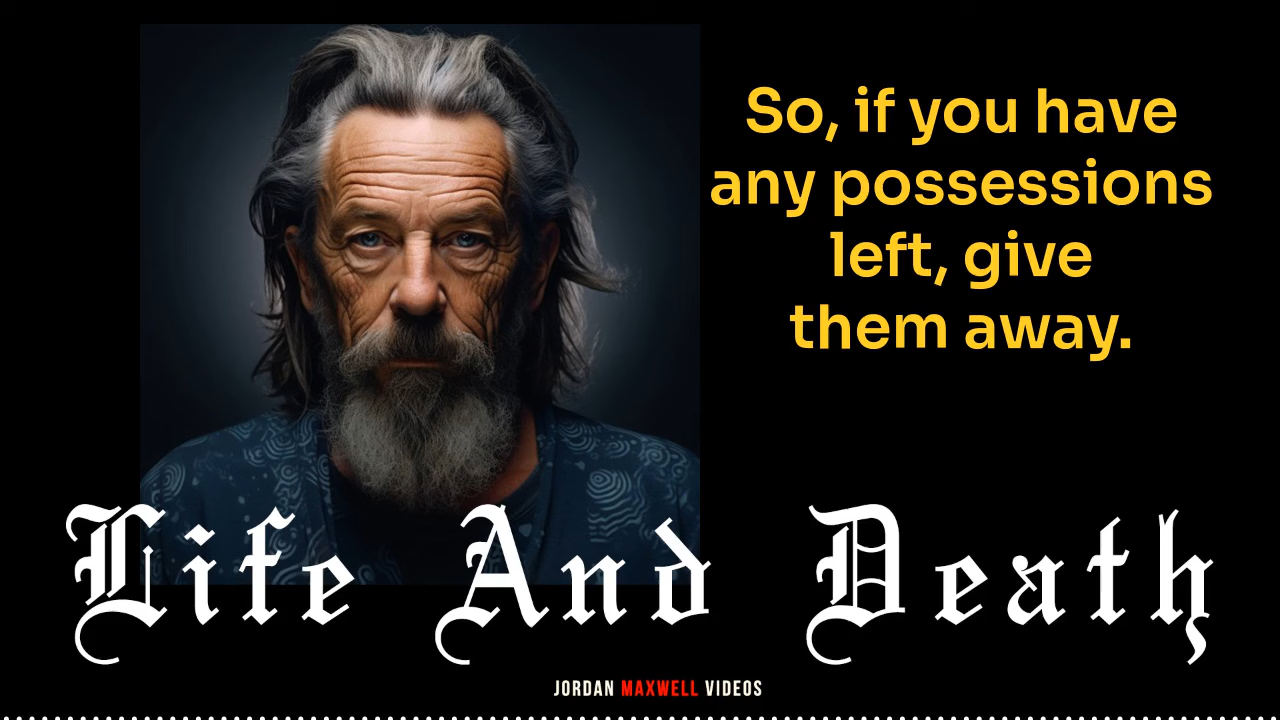 So, if you have
any possessions
left, give
them away.
Life And Death
JORDAN MAXWELL VIDEOS